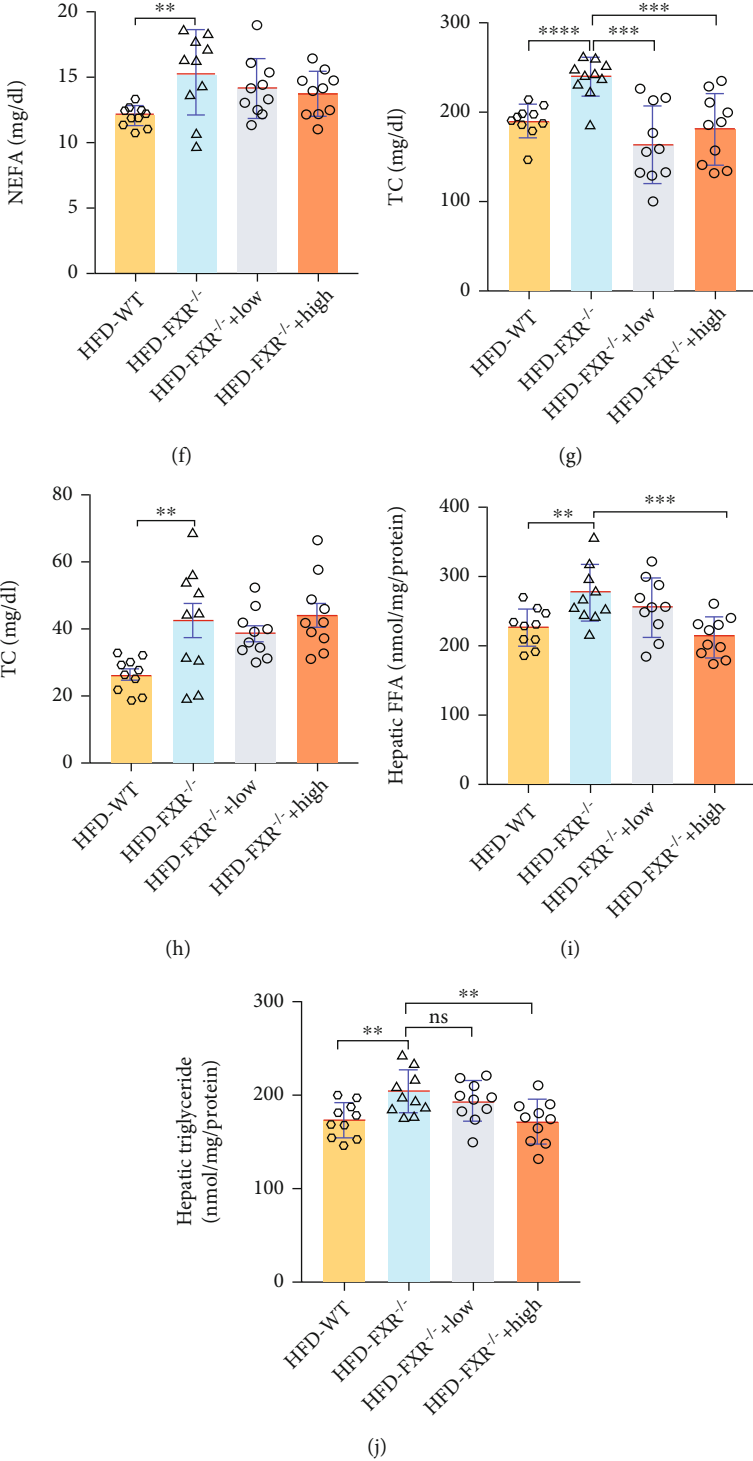 20
15
10
5
0
NEFA (mg/dl)
**
HFD-WT
HFD-FXR-/-
HFD-FXR-/-+low
HFD-FXR-/-+high
(f)
300
200
100
0
TC (mg/dl)
****
***
***
HFD-WT
HFD-FXR-/-
HFD-FXR-/-+low
HFD-FXR-/-+high
(g)
80
60
40
20
0
TC (mg/dl)
**
HFD-WT
HFD-FXR-/-
HFD-FXR-/-+low
HFD-FXR-/-+high
(h)
400
300
200
100
0
Hepatic FFA (nmol/mg/protein)
**
***
HFD-WT
HFD-FXR-/-
HFD-FXR-/-+low
HFD-FXR-/-+high
(i)
300
200
100
0
Hepatic triglyceride
(nmol/mg/protein)
**
ns
**
HFD-WT
HFD-FXR-/-
HFD-FXR-/-+low
HFD-FXR-/-+high
(j)